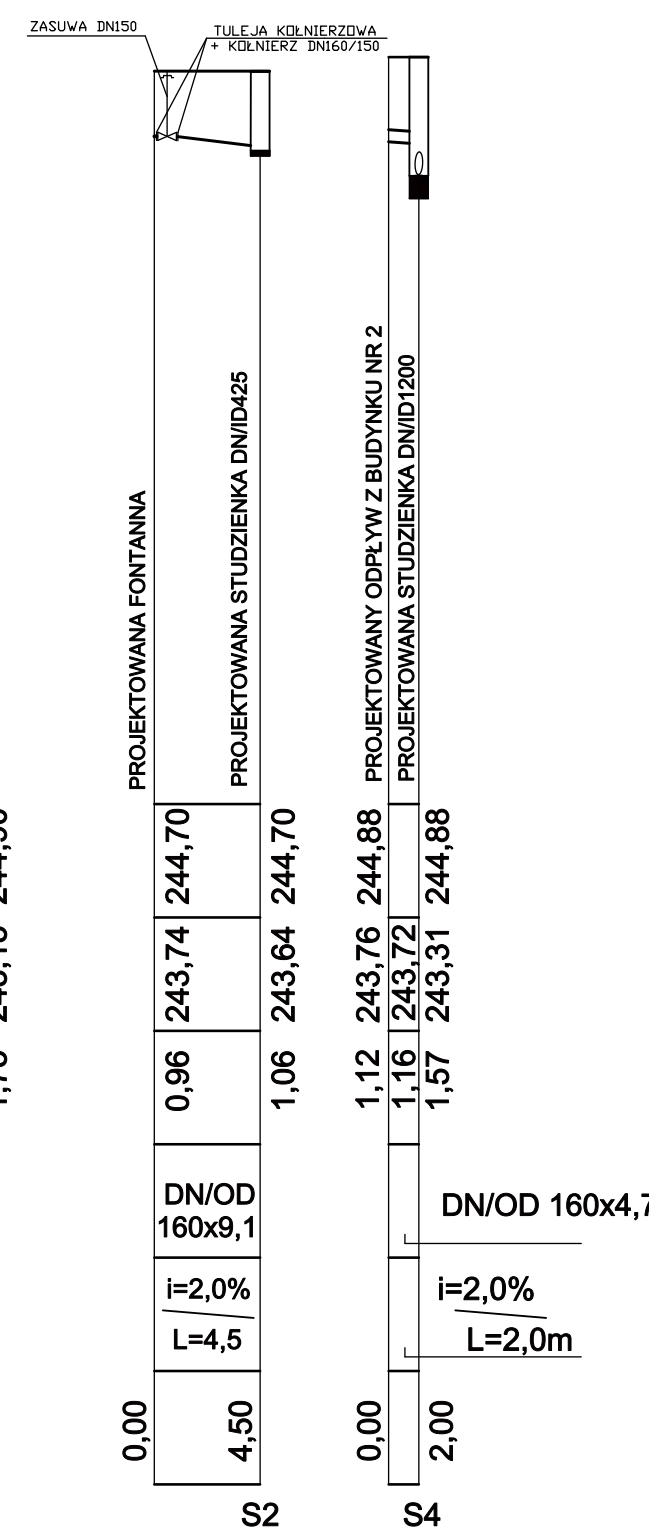 ZASUWA DN150
TULEJA KOŁNIERZOWA
+ KOŁNIERZ DN160/150
PROJEKTOWANA FONTANNA
PROJEKTOWANA STUDZIENKA DN/ID425
PROJEKTOWANY ODPŁYW Z BUDYNKU NR 2
PROJEKTOWANA STUDZIENKA DN/ID1200
244,70
244,70
244,88
244,88
243,74
243,64
243,76
243,72
243,31
0,96
1,06
1,12
1,16
1,57
DN/OD
160x9,1
DN/OD 160x4,7
i=2,0%
L=4,5
i=2,0%
L=2,0m
0,00
4,50
0,00
2,00
S2
S4